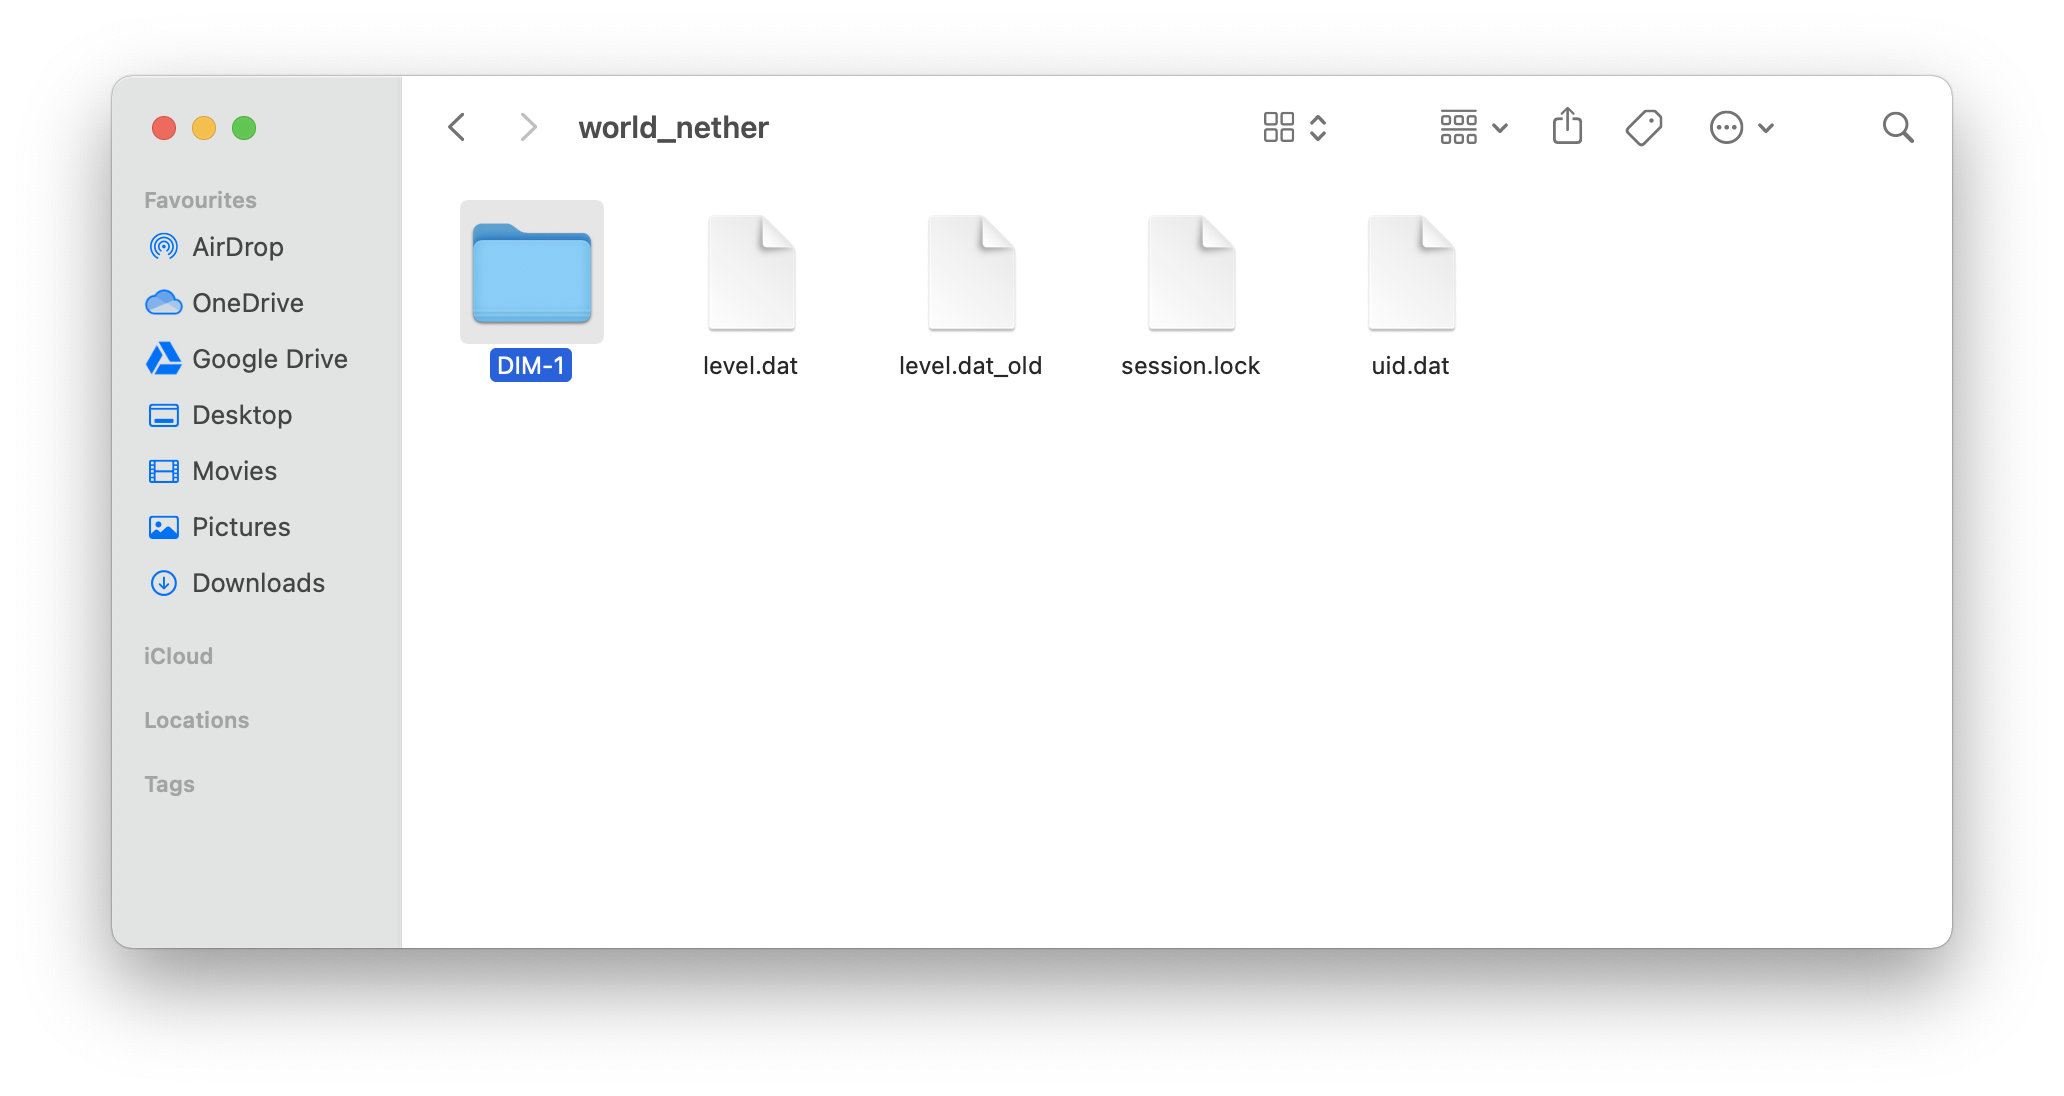 world_nether
Favourites
AirDrop
OneDrive
Google Drive
Desktop
Movies
Pictures
Downloads
iCloud
Locations
Tags
DIM-1
level.dat
level.dat_old
session.lock
uid.dat